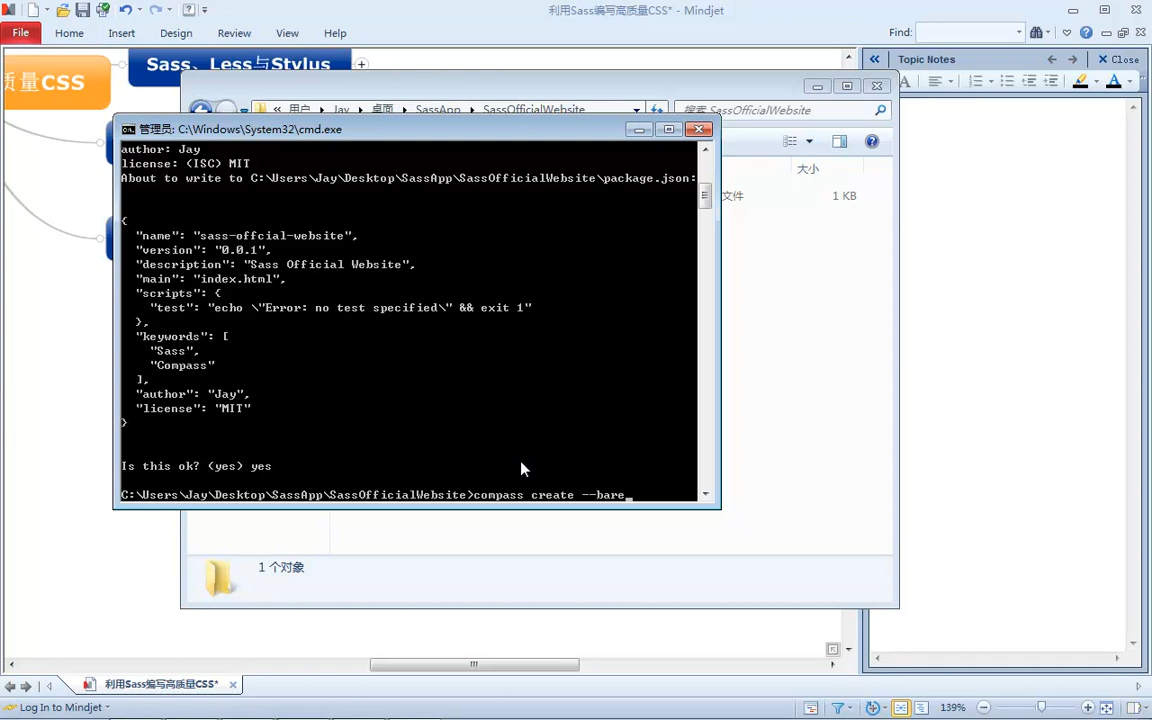 利用Sass编写高质量CSS* - Mindjet
File Home Insert Design Review View Help Find:
质量CSS
Sass、Less与Stylus
Topic Notes Close
用户 Jay 桌面 SassApp SassOfficialWebsite 搜索 SassOfficialWebsite
管理员: C:\Windows\System32\cmd.exe
大小
文件 1 KB
author: Jay
license: (ISC) MIT
About to write to C:\Users\Jay\Desktop\SassApp\SassOfficialWebsite\package.json:
{
"name": "sass-offcial-website",
"version": "0.0.1",
"description": "Sass Official Website",
"main": "index.html",
"scripts": {
"test": "echo \"Error: no test specified\" && exit 1"
},
"keywords": [
"Sass",
"Compass"
],
"author": "Jay",
"license": "MIT"
}
Is this ok? (yes) yes
C:\Users\Jay\Desktop\SassApp\SassOfficialWebsite>compass create --bare_
1 个对象
利用Sass编写高质量CSS*
Log In to Mindjet 139%